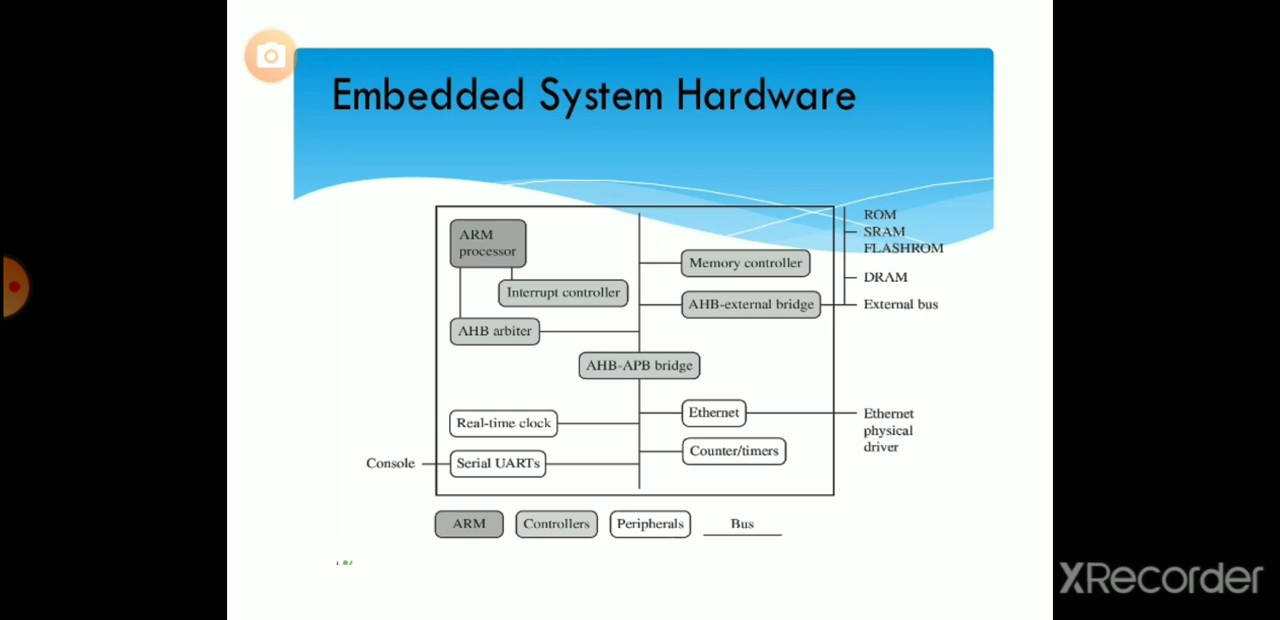 Embedded System Hardware
ARM
processor
Interrupt controller
AHB arbiter
Memory controller
AHB-external bridge
ROM
SRAM
FLASHROM
DRAM
External bus
AHB-APB bridge
Real-time clock
Ethernet
Ethernet
physical
driver
Counter/timers
Console
Serial UARTs
ARM
Controllers
Peripherals
Bus
XRecorder